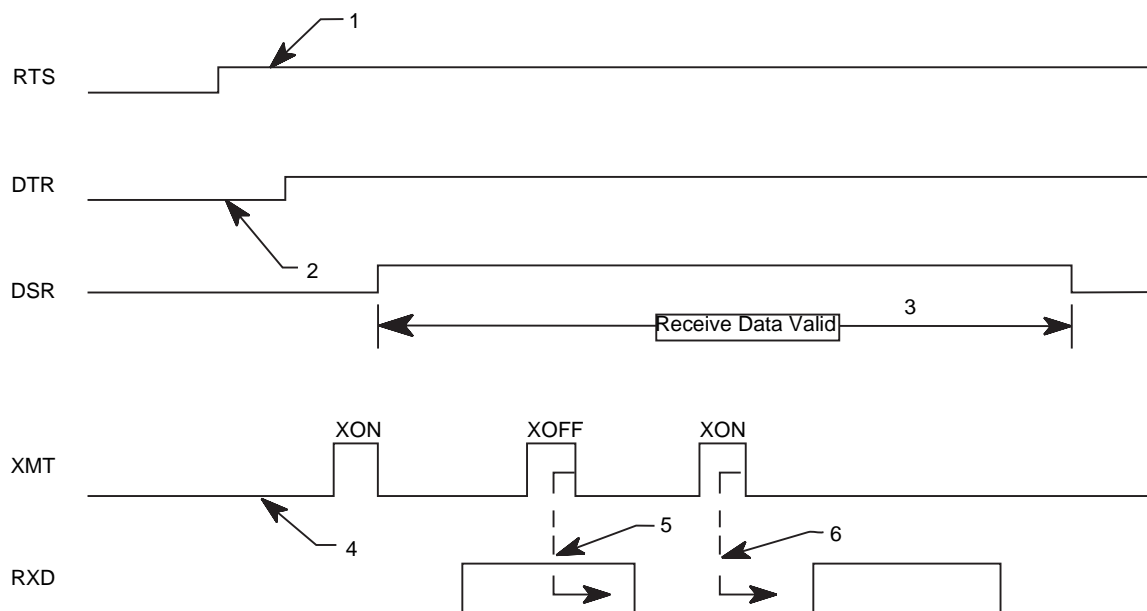 1
RTS
DTR
2
DSR
3
Receive Data Valid
XON
XOFF
XON
XMT
4
5
6
RXD